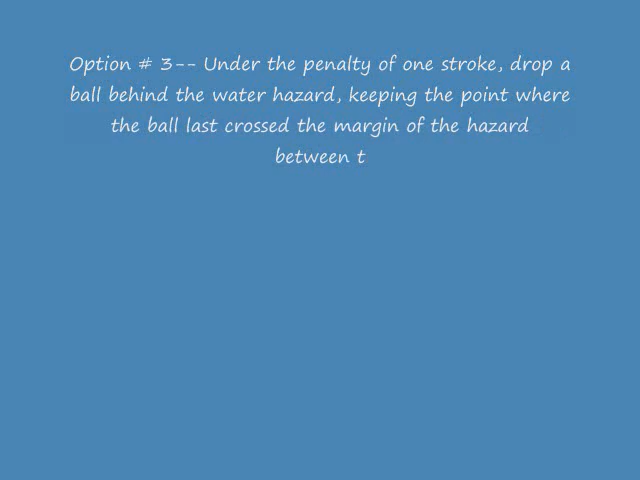 Option # 3-- Under the penalty of one stroke, drop a
ball behind the water hazard, keeping the point where
the ball last crossed the margin of the hazard
between t